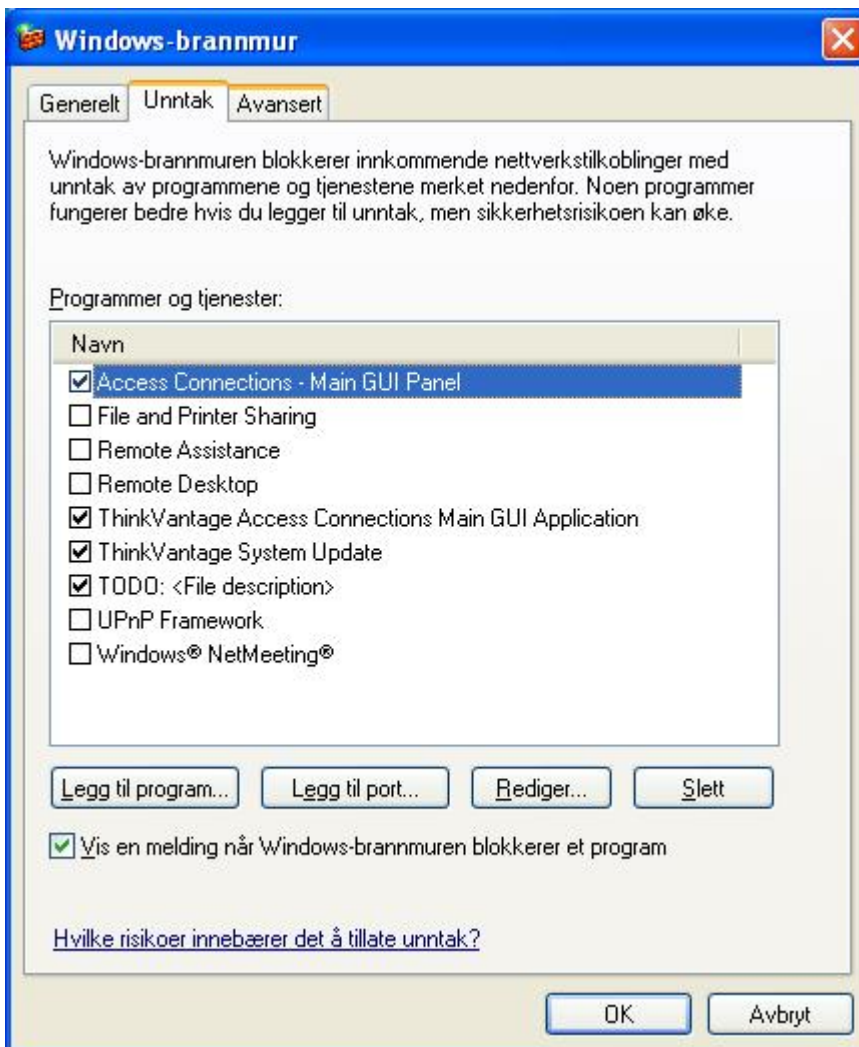 Windows-brannmur
Generelt Unntak Avansert
Windows-brannmuren blokkerer innkommende nettverkstilkoblinger med
unntak av programmene og tjenestene merket nedenfor. Noen programmer
fungerer bedre hvis du legger til unntak, men sikkerhetsrisikoen kan øke.
Programmer og tjenester:
Navn
Access Connections - Main GUI Panel
File and Printer Sharing
Remote Assistance
Remote Desktop
ThinkVantage Access Connections Main GUI Application
ThinkVantage System Update
TODO: <File description>
UPnP Framework
Windows® NetMeeting®
Legg til program... Legg til port... Rediger... Slett
Vis en melding når Windows-brannmuren blokkerer et program
Hvilke risikoer innebærer det å tillate unntak?
OK Avbryt